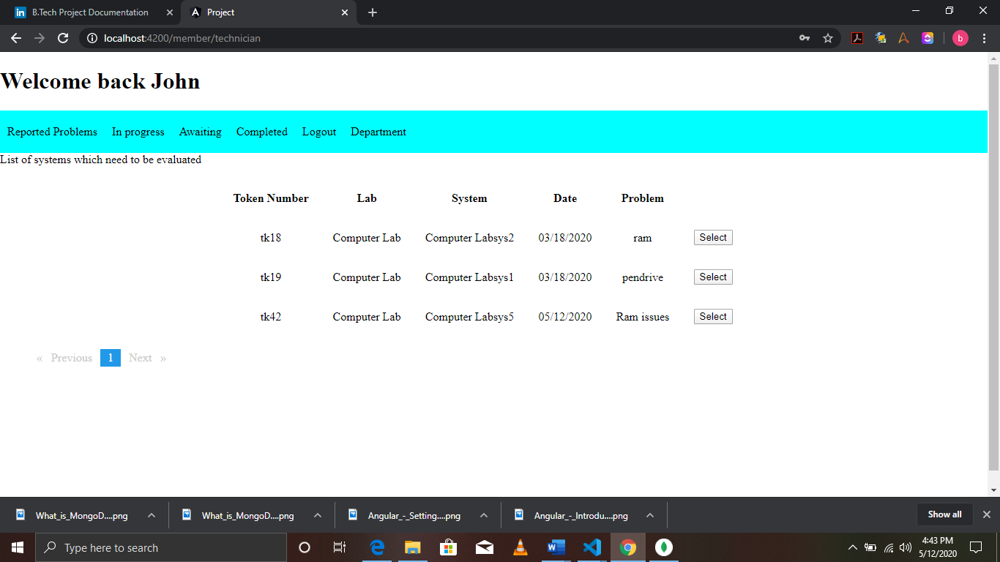 B.Tech Project Documentation
Project
localhost:4200/member/technician
b
Welcome back John
Reported Problems In progress Awaiting Completed Logout Department
List of systems which need to be evaluated
Token Number Lab System Date Problem
tk18 Computer Lab Computer Labsys2 03/18/2020 ram Select
tk19 Computer Lab Computer Labsys1 03/18/2020 pendrive Select
tk42 Computer Lab Computer Labsys5 05/12/2020 Ram issues Select
« Previous 1 Next »
What_is_MongoD....png What_is_MongoD....png Angular_-_Setting....png Angular_-_Introdu....png Show all
Type here to search
4:43 PM
5/12/2020